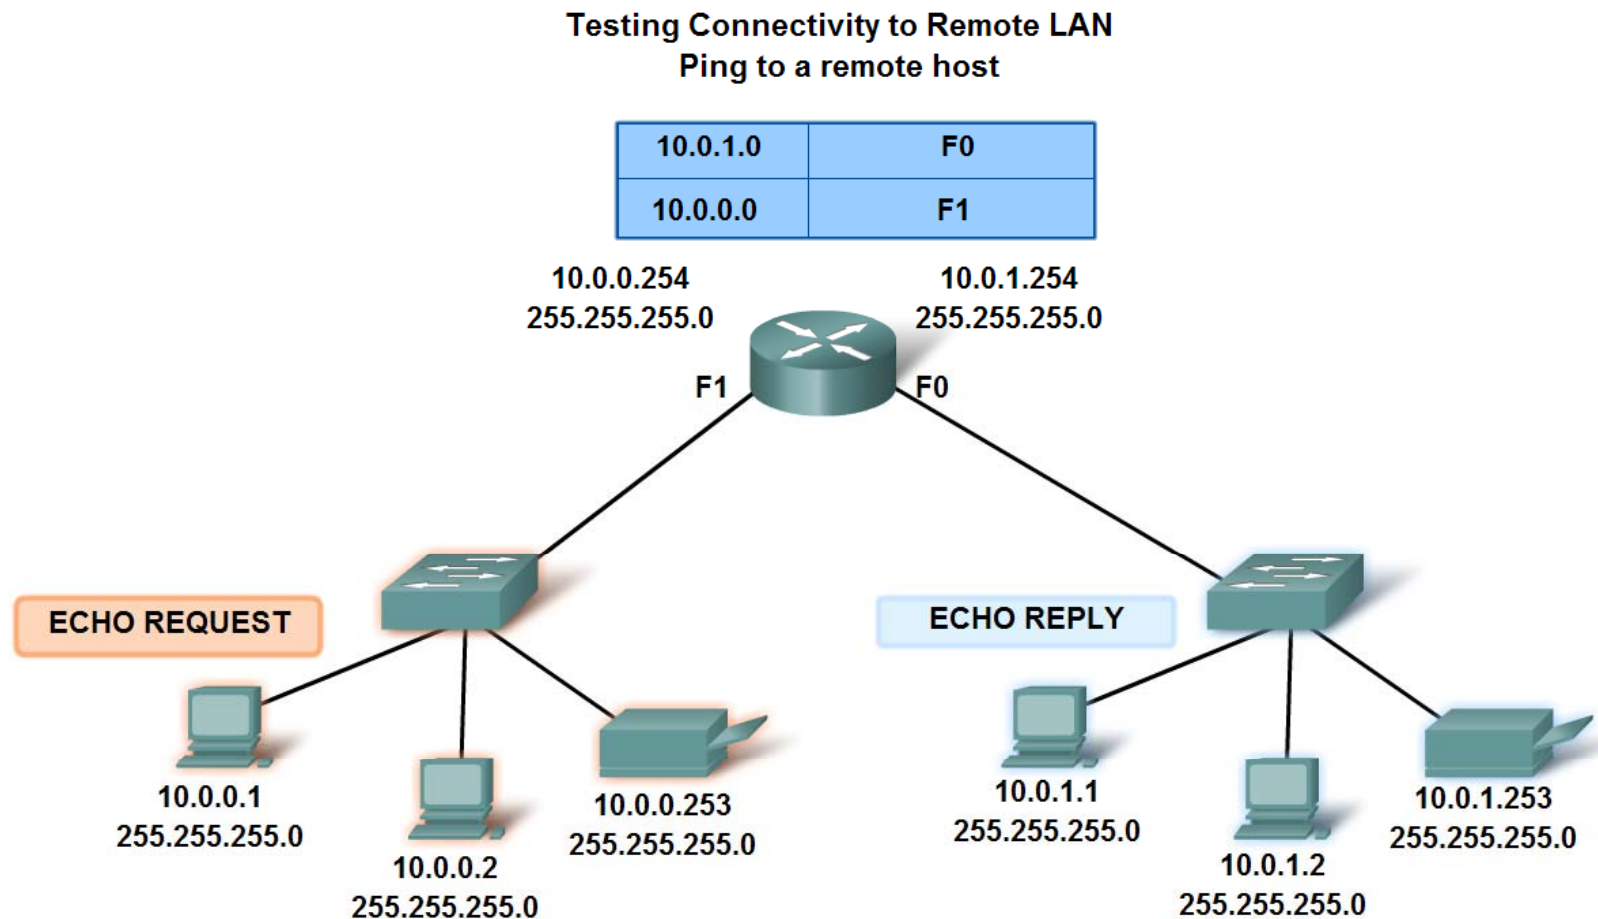 Testing Connectivity to Remote LAN
Ping to a remote host
10.0.1.0 F0
10.0.0.0 F1
10.0.0.254
255.255.255.0
10.0.1.254
255.255.255.0
F1
F0
ECHO REQUEST
ECHO REPLY
10.0.0.1
255.255.255.0
10.0.0.2
255.255.255.0
10.0.0.253
255.255.255.0
10.0.1.1
255.255.255.0
10.0.1.2
255.255.255.0
10.0.1.253
255.255.255.0